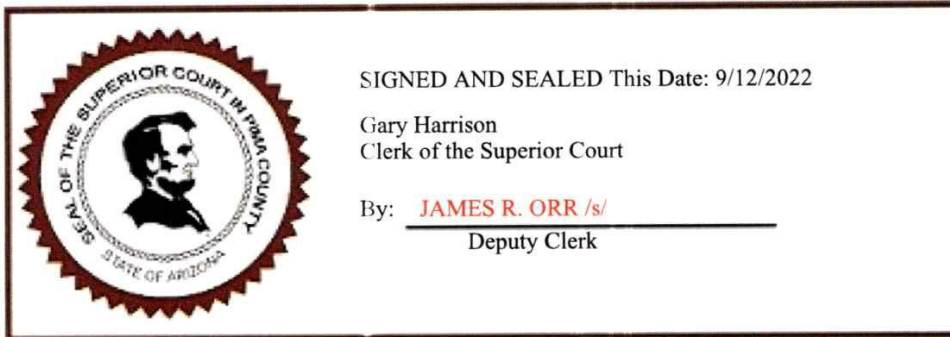 SEAL OF THE SUPERIOR COURT IN PIMA COUNTY
STATE OF ARIZONA
SIGNED AND SEALED This Date: 9/12/2022
Gary Harrison
Clerk of the Superior Court
By: JAMES R. ORR /s/
Deputy Clerk